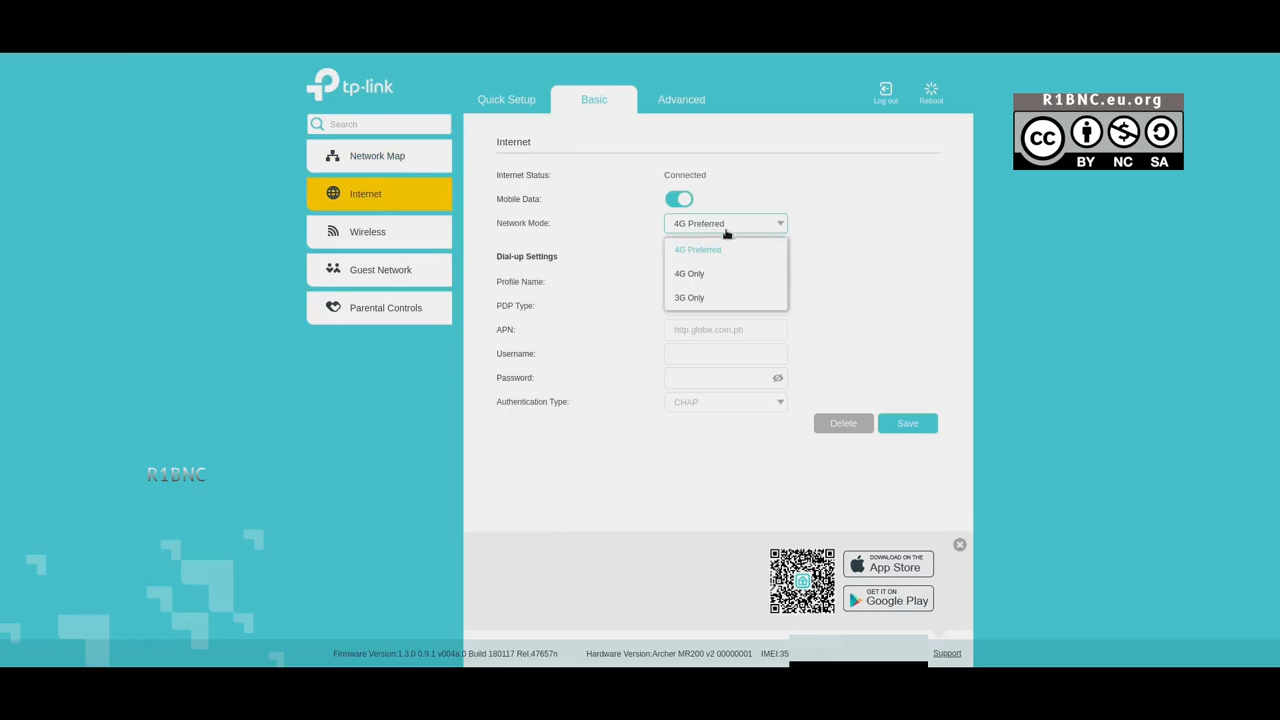 tp-link
Quick Setup
Basic
Advanced
Log out
Reboot
R1BNC.eu.org
CC
BY NC SA
Search
Network Map
Internet
Wireless
Guest Network
Parental Controls
Internet
Internet Status: Connected
Mobile Data:
Network Mode: 4G Preferred
4G Preferred
4G Only
3G Only
Dial-up Settings
Profile Name:
PDP Type:
APN: http.globe.com.ph
Username:
Password:
Authentication Type: CHAP
Delete
Save
R1BNC
DOWNLOAD ON THE
App Store
GET IT ON
Google Play
Firmware Version:1.3.0 0.9.1 v004a.0 Build 180117 Rel.47657n Hardware Version:Archer MR200 v2 00000001 IMEI:35
Support